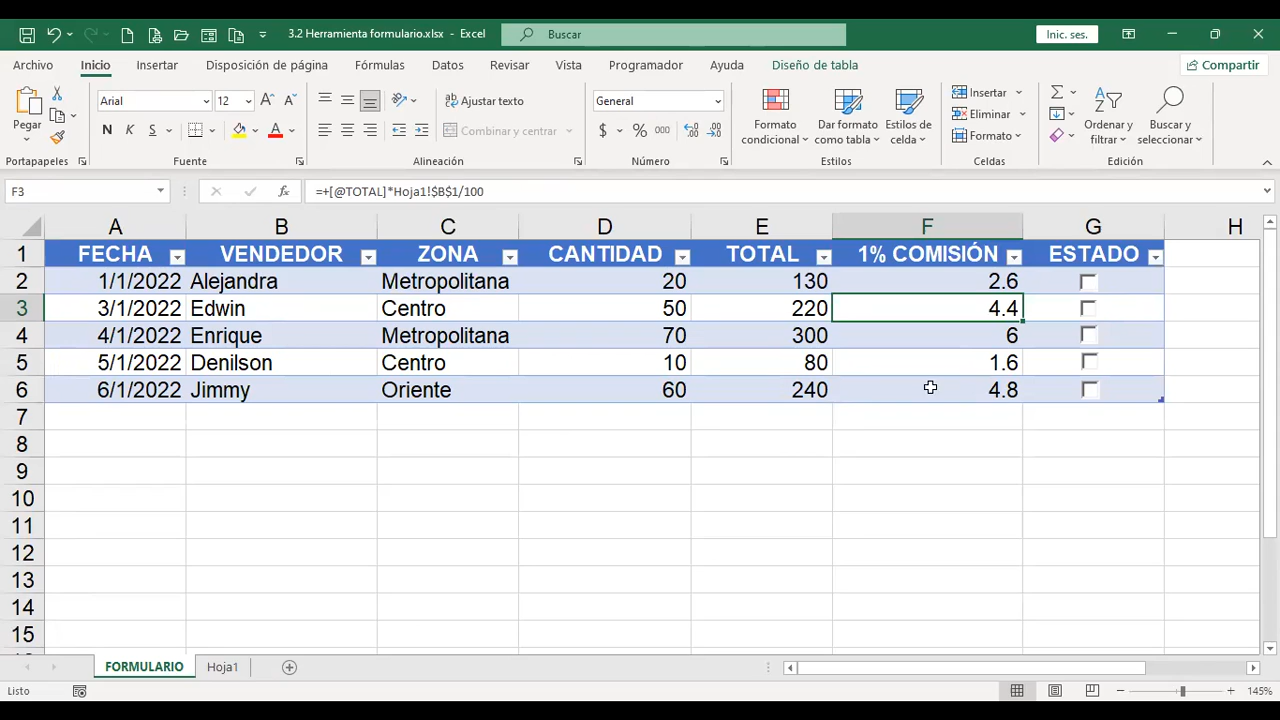 3.2 Herramienta formulario.xlsx - Excel
Buscar
Inic. ses.
Archivo Inicio Insertar Disposición de página Fórmulas Datos Revisar Vista Programador Ayuda Diseño de tabla Compartir
Pegar
Arial 12
N K S
Ajustar texto
Combinar y centrar
General
$ % 000
Formato condicional
Dar formato como tabla
Estilos de celda
Insertar
Eliminar
Formato
Ordenar y filtrar
Buscar y seleccionar
Portapapeles Fuente Alineación Número Estilos Celdas Edición
F3 fx =+[@TOTAL]*Hoja1!$B$1/100
A B C D E F G H
1 FECHA VENDEDOR ZONA CANTIDAD TOTAL 1% COMISIÓN ESTADO
2 1/1/2022 Alejandra Metropolitana 20 130 2.6
3 3/1/2022 Edwin Centro 50 220 4.4
4 4/1/2022 Enrique Metropolitana 70 300 6
5 5/1/2022 Denilson Centro 10 80 1.6
6 6/1/2022 Jimmy Oriente 60 240 4.8
7
8
9
10
11
12
13
14
15
FORMULARIO Hoja1
Listo 145%